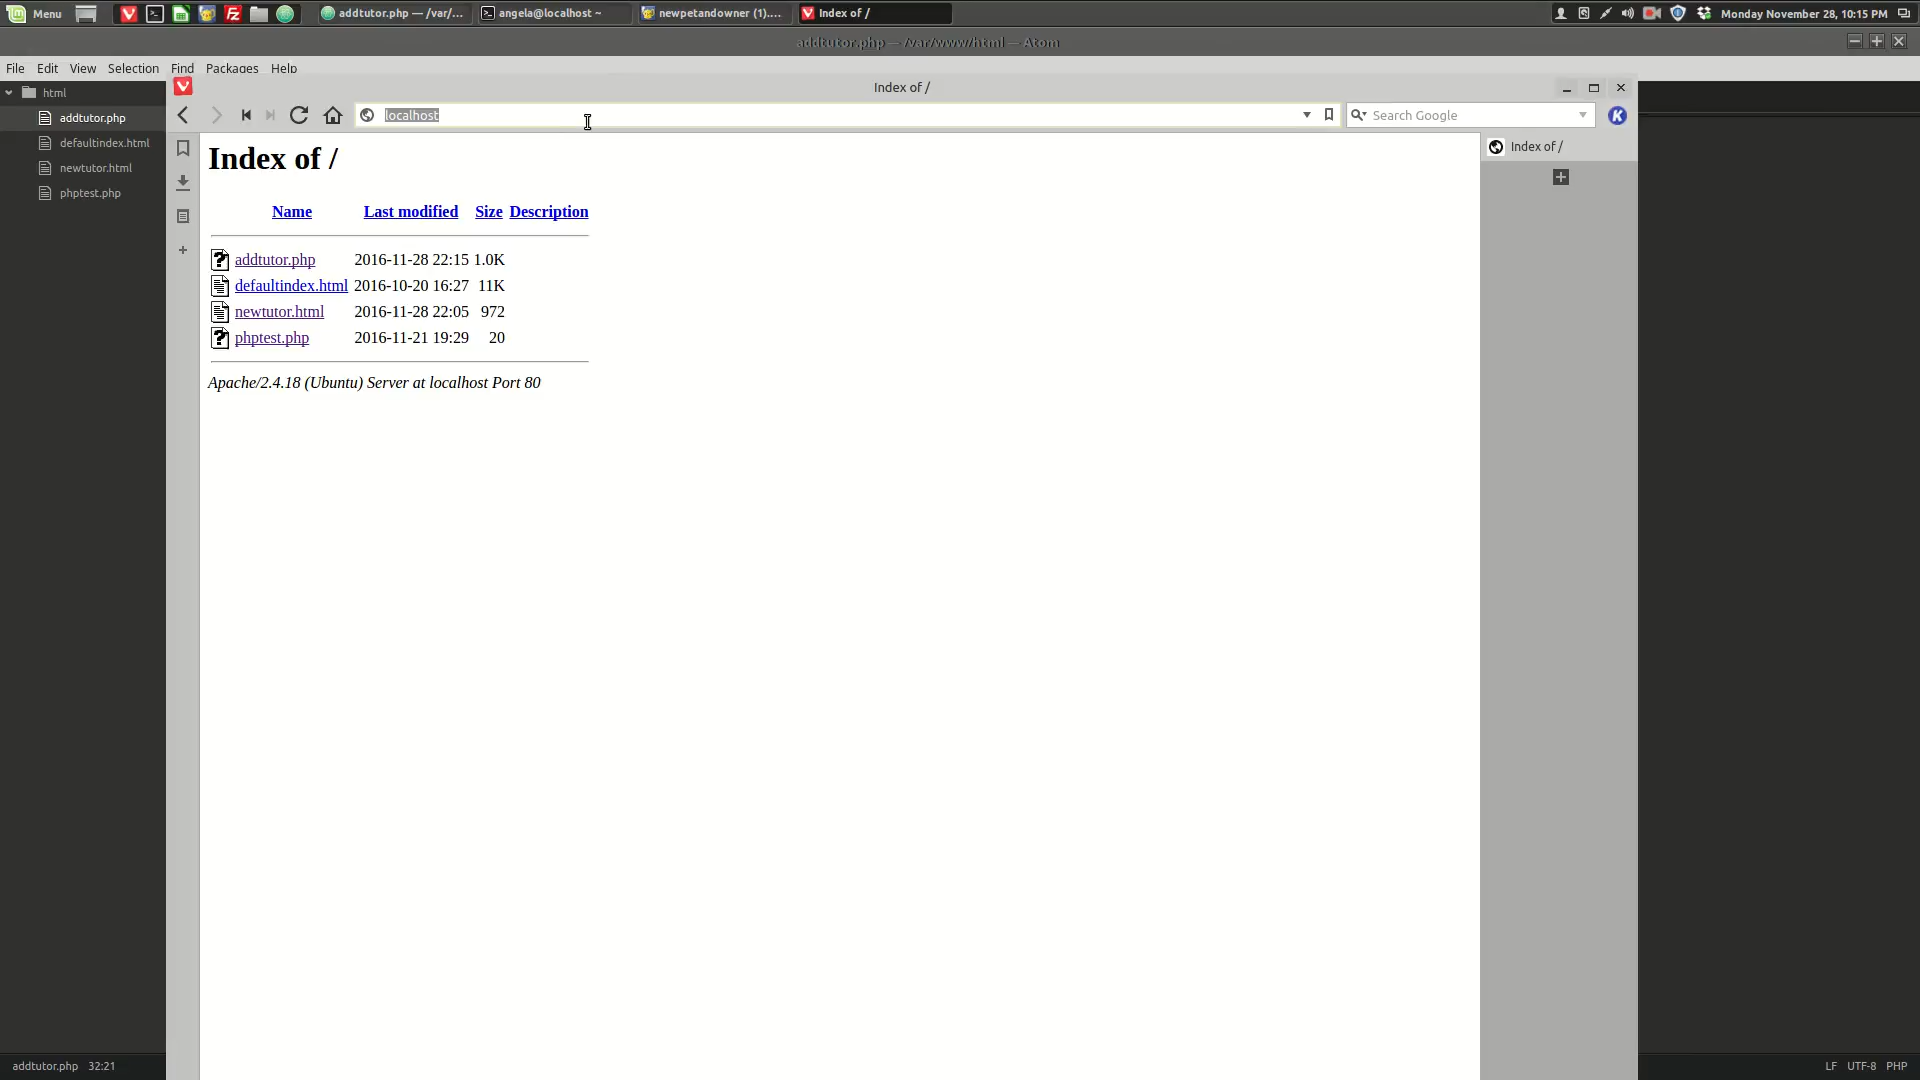 Menu
addtutor.php — /var/...
angela@localhost ~
newpetandowner (1)....
Index of /
Monday November 28, 10:15 PM
addtutor.php — /var/www/html — Atom
File Edit View Selection Find Packages Help
Index of /
html
addtutor.php
defaultindex.html
newtutor.html
phptest.php
localhost
Search Google
K
Index of /
Index of /
Name Last modified Size Description
addtutor.php 2016-11-28 22:15 1.0K
defaultindex.html 2016-10-20 16:27 11K
newtutor.html 2016-11-28 22:05 972
phptest.php 2016-11-21 19:29 20
Apache/2.4.18 (Ubuntu) Server at localhost Port 80
addtutor.php 32:21
LF UTF-8 PHP